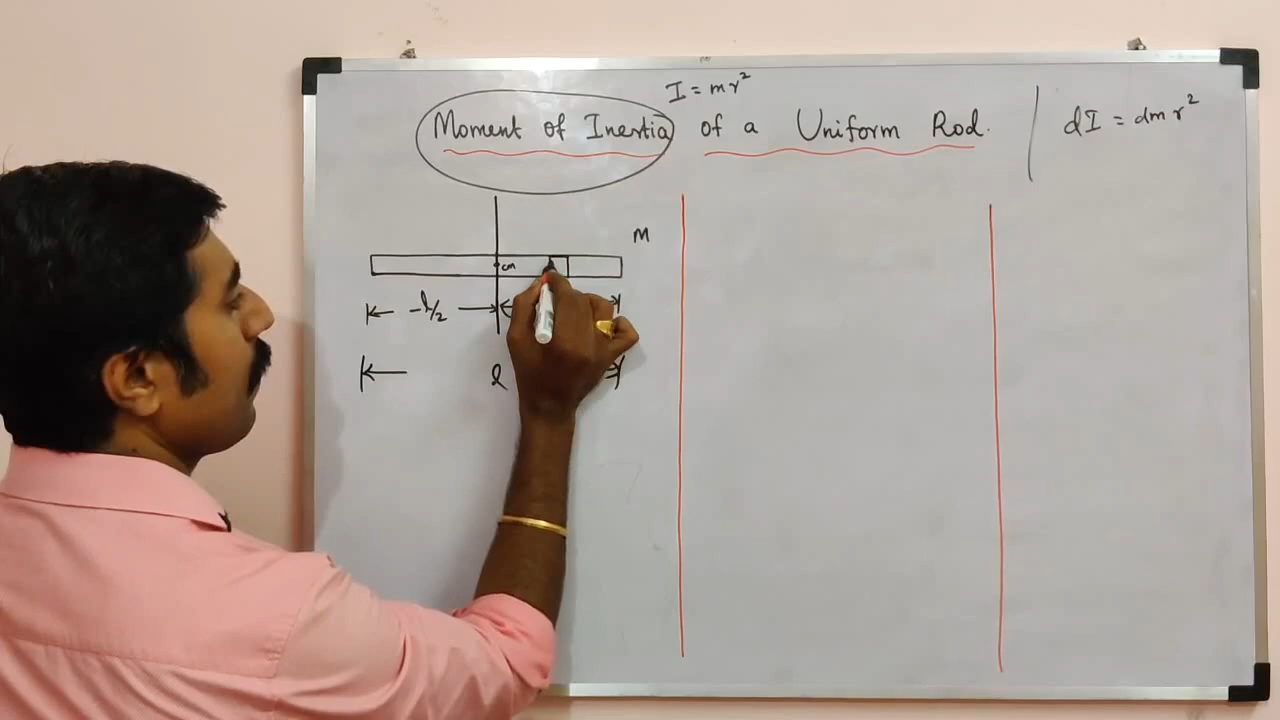 I = mr²
Moment of Inertia of a Uniform Rod.
dI = dm r²
M
cm
-l/2
l